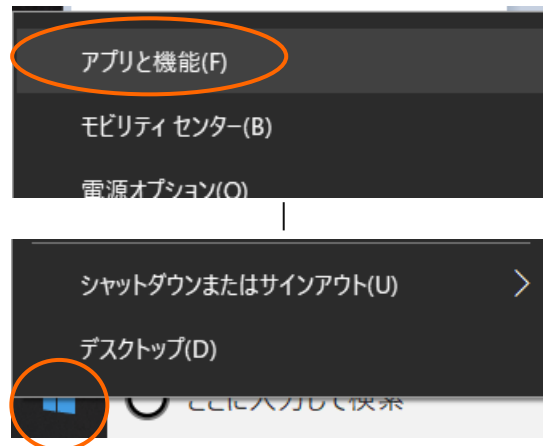 アプリと機能(F)
モビリティ センター(B)
電源オプション(O)
シャットダウンまたはサインアウト(U)
デスクトップ(D)
ここに入力して検索